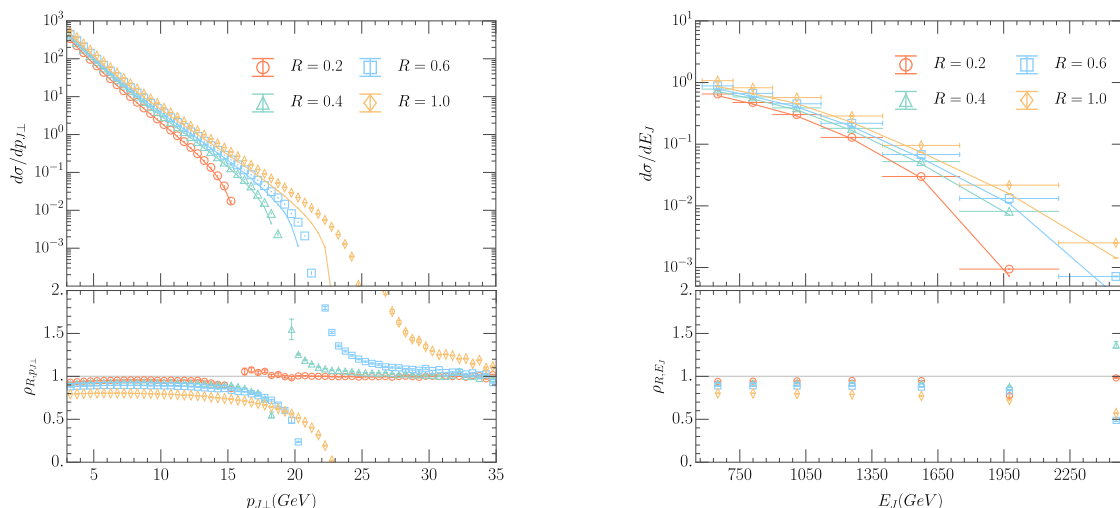 10³
10²
10¹
10⁰
10⁻¹
10⁻²
10⁻³
dσ/dp_{J⊥}
R = 0.2
R = 0.6
R = 0.4
R = 1.0
2.
1.5
1
0.5
0.
ρ_{R,p_{J⊥}}
5
10
15
20
25
30
35
p_{J⊥}(GeV)
10¹
10⁰
10⁻¹
10⁻²
10⁻³
dσ/dE_J
R = 0.2
R = 0.6
R = 0.4
R = 1.0
2
1.5
1
0.5
0.
ρ_{R,E_J}
750
1050
1350
1650
1950
2250
E_J(GeV)